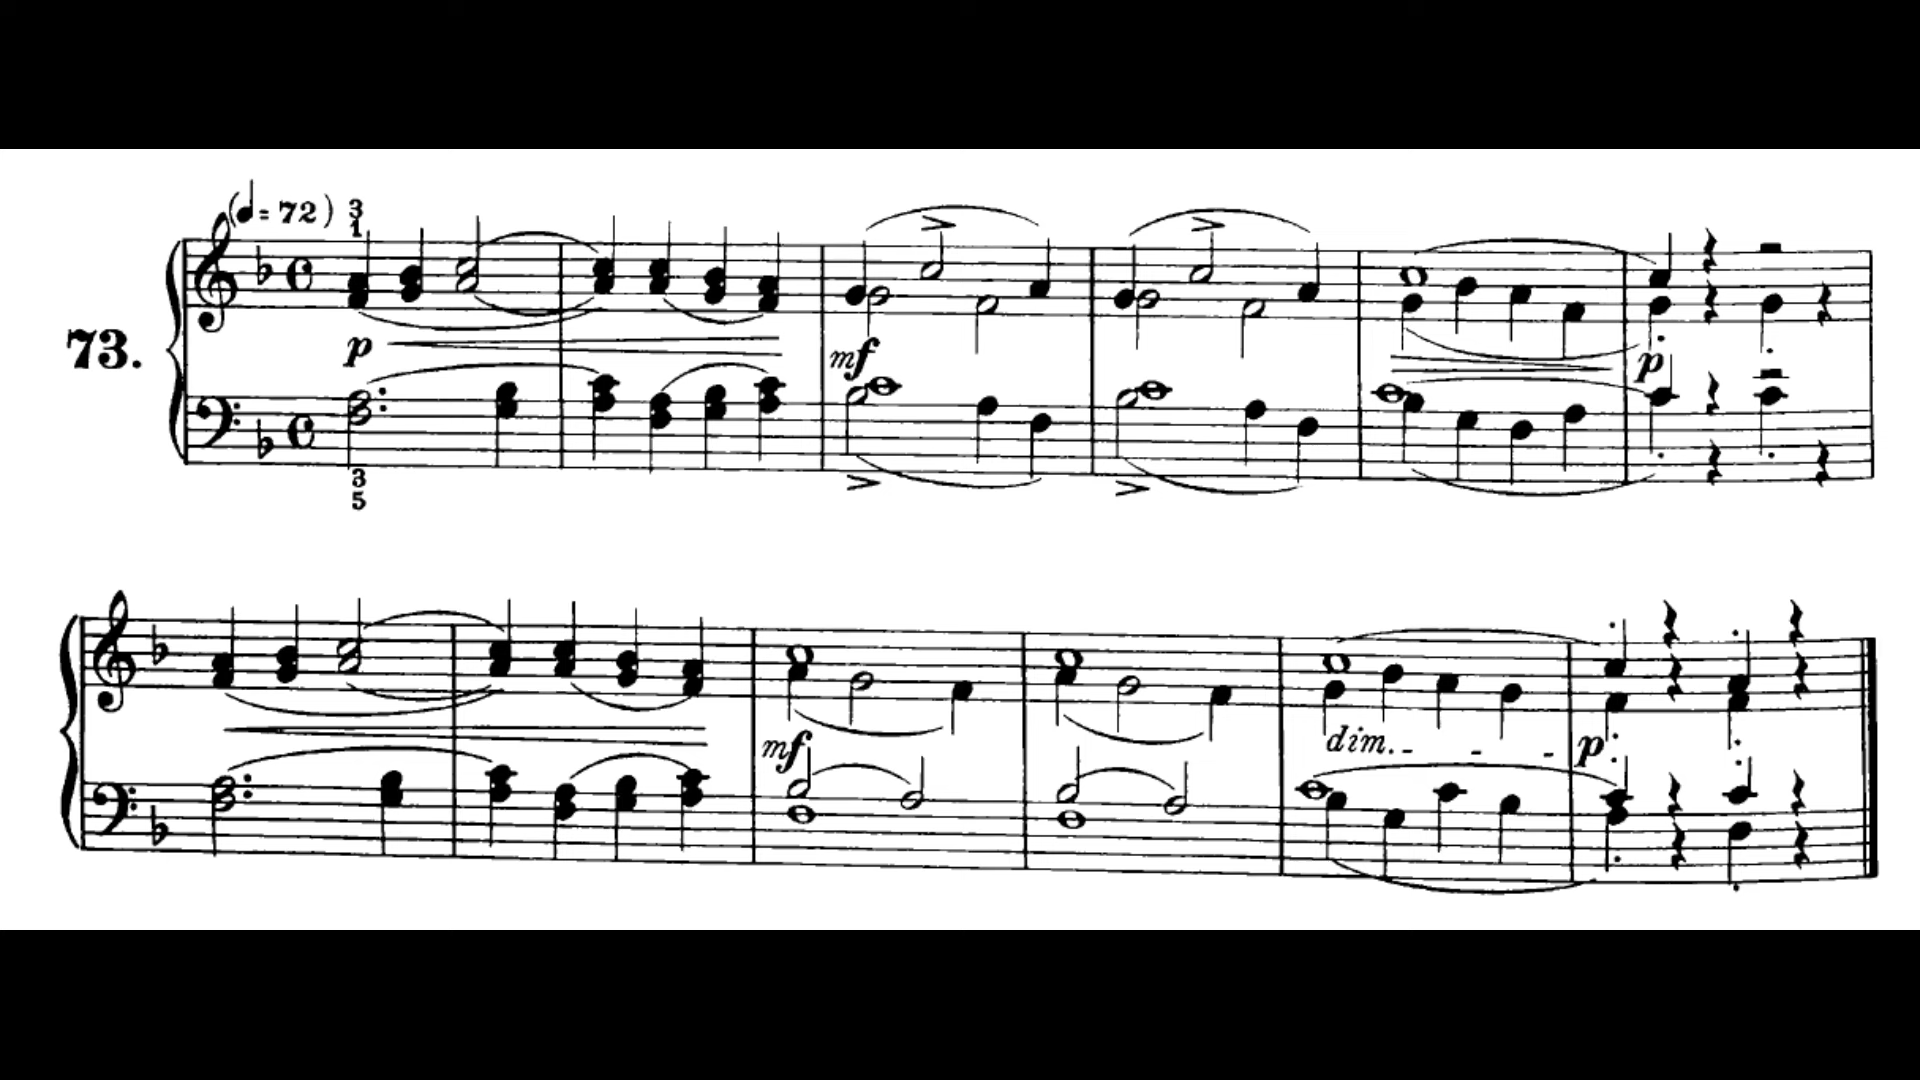 (♩= 72) 3
1
73.
p
mf
p
3
5
mf
dim. - - -
p